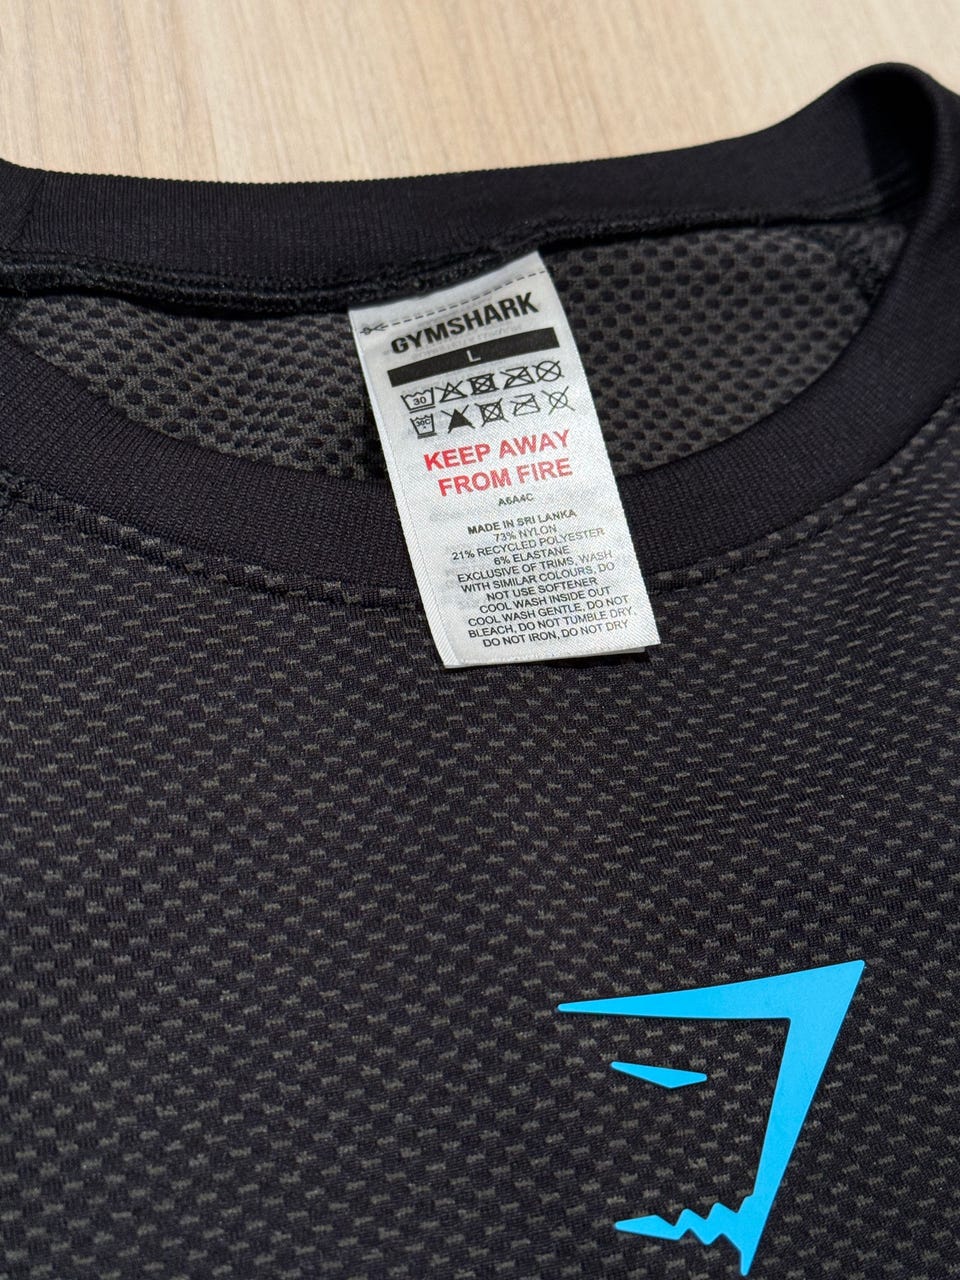 GYMSHARK
L
30
30C
KEEP AWAY
FROM FIRE
A6A4C
MADE IN SRI LANKA
73% NYLON
21% RECYCLED POLYESTER
6% ELASTANE
EXCLUSIVE OF TRIMS, WASH
WITH SIMILAR COLOURS, DO
NOT USE SOFTENER
COOL WASH INSIDE OUT
COOL WASH GENTLE, DO NOT
BLEACH, DO NOT TUMBLE DRY,
DO NOT IRON, DO NOT DRY